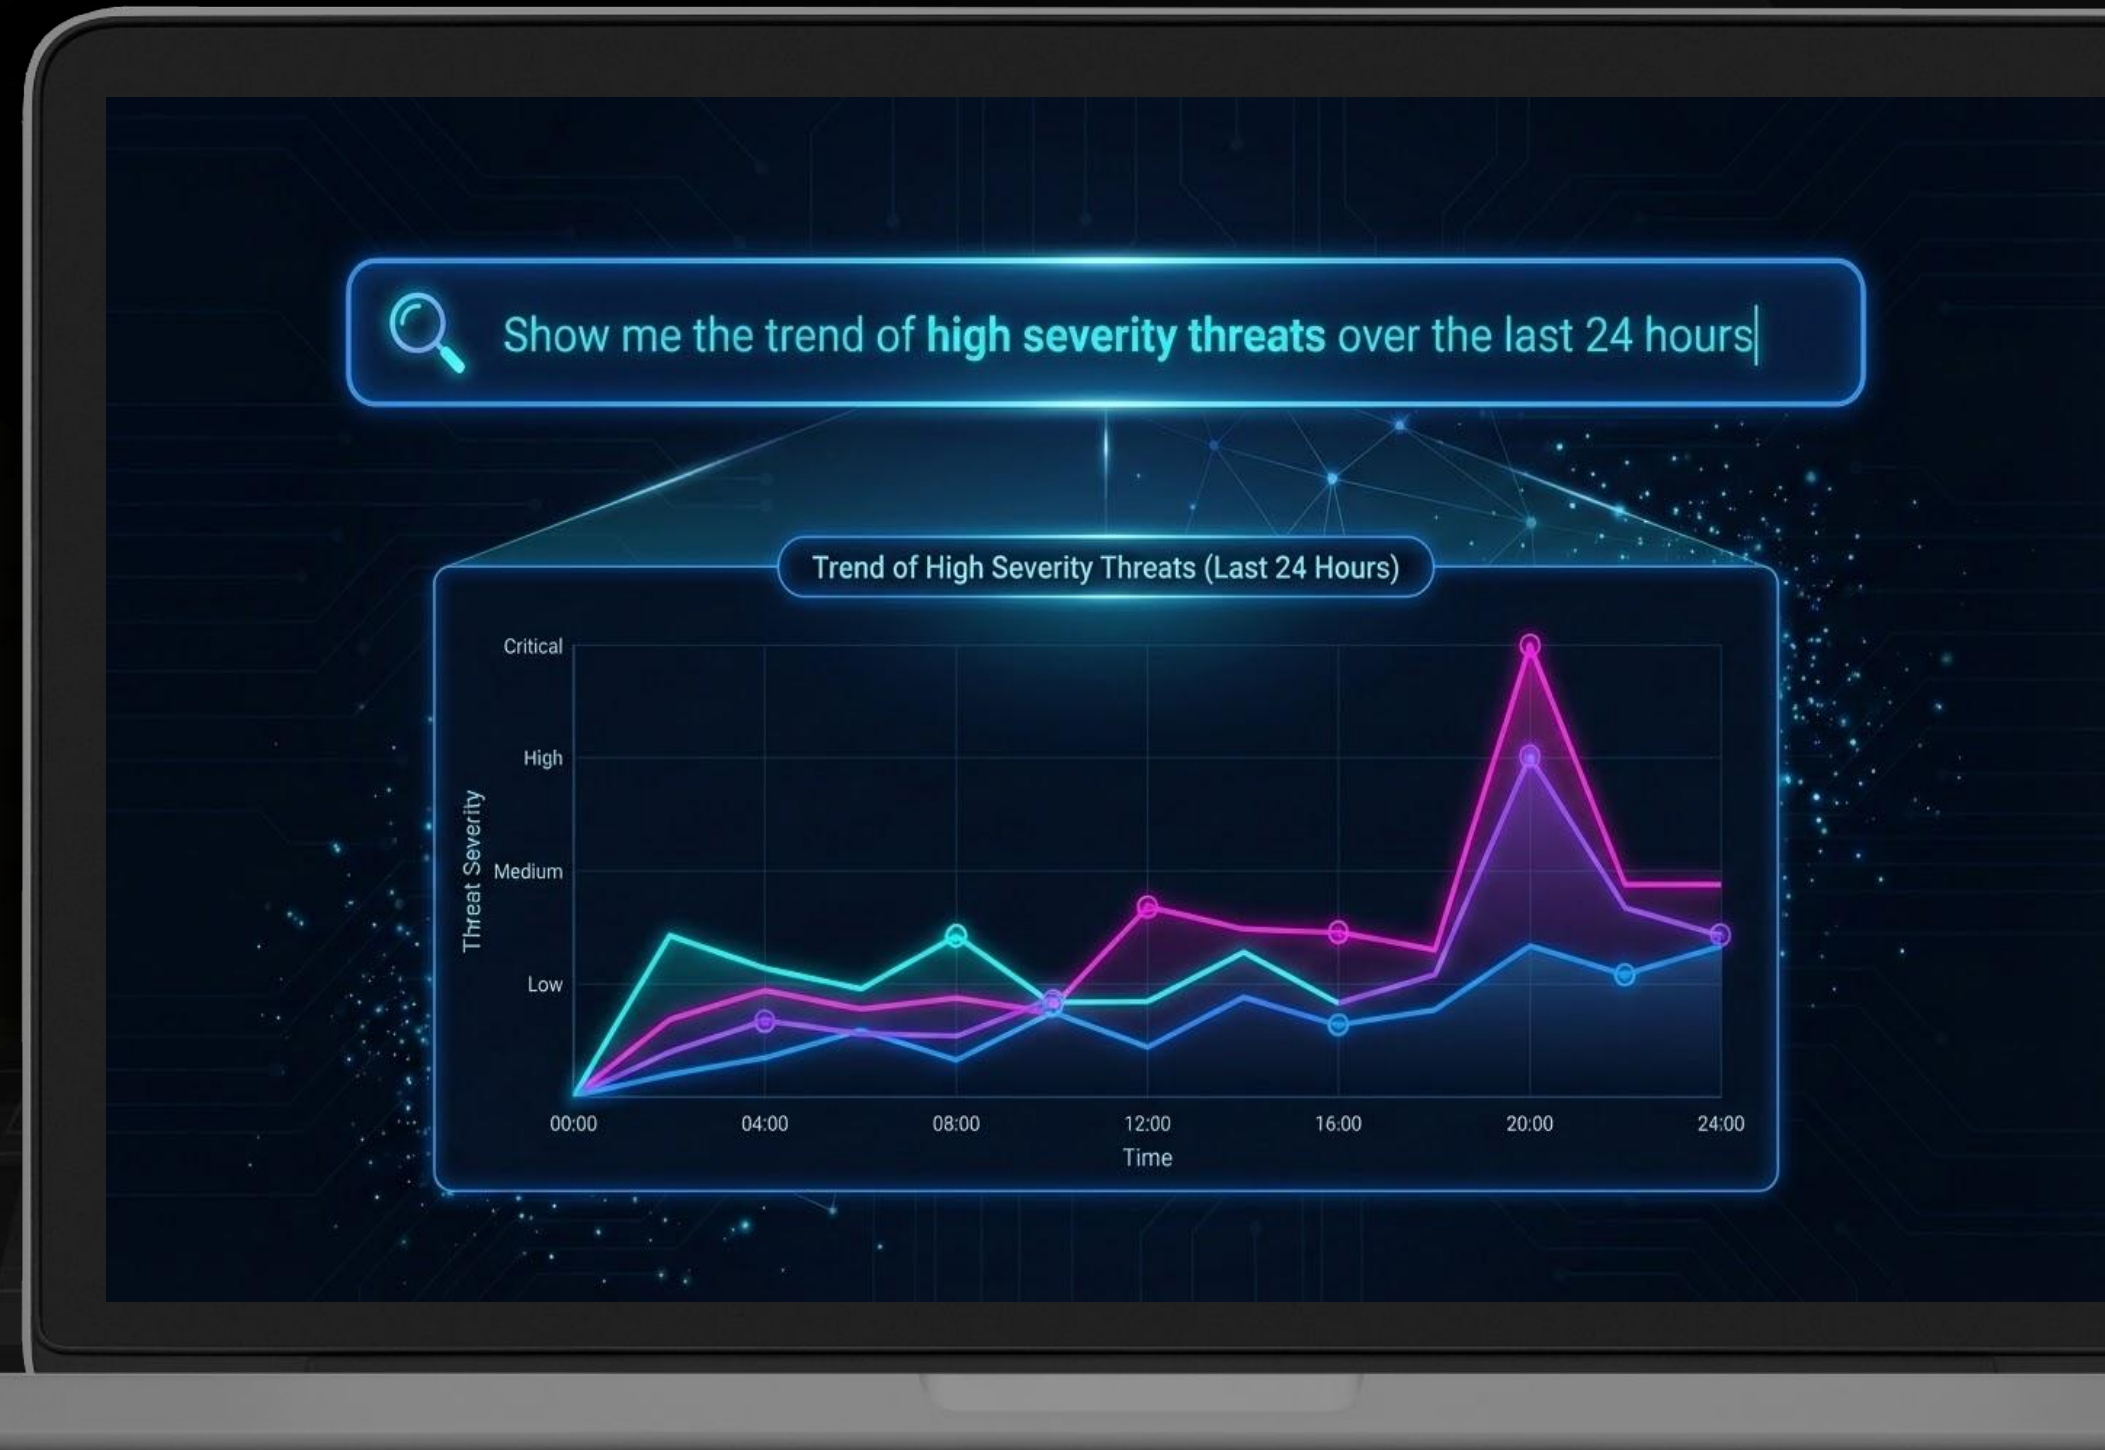 Show me the trend of high severity threats over the last 24 hours
Trend of High Severity Threats (Last 24 Hours)
Critical
High
Medium
Low
Threat Severity
00:00 04:00 08:00 12:00 16:00 20:00 24:00
Time